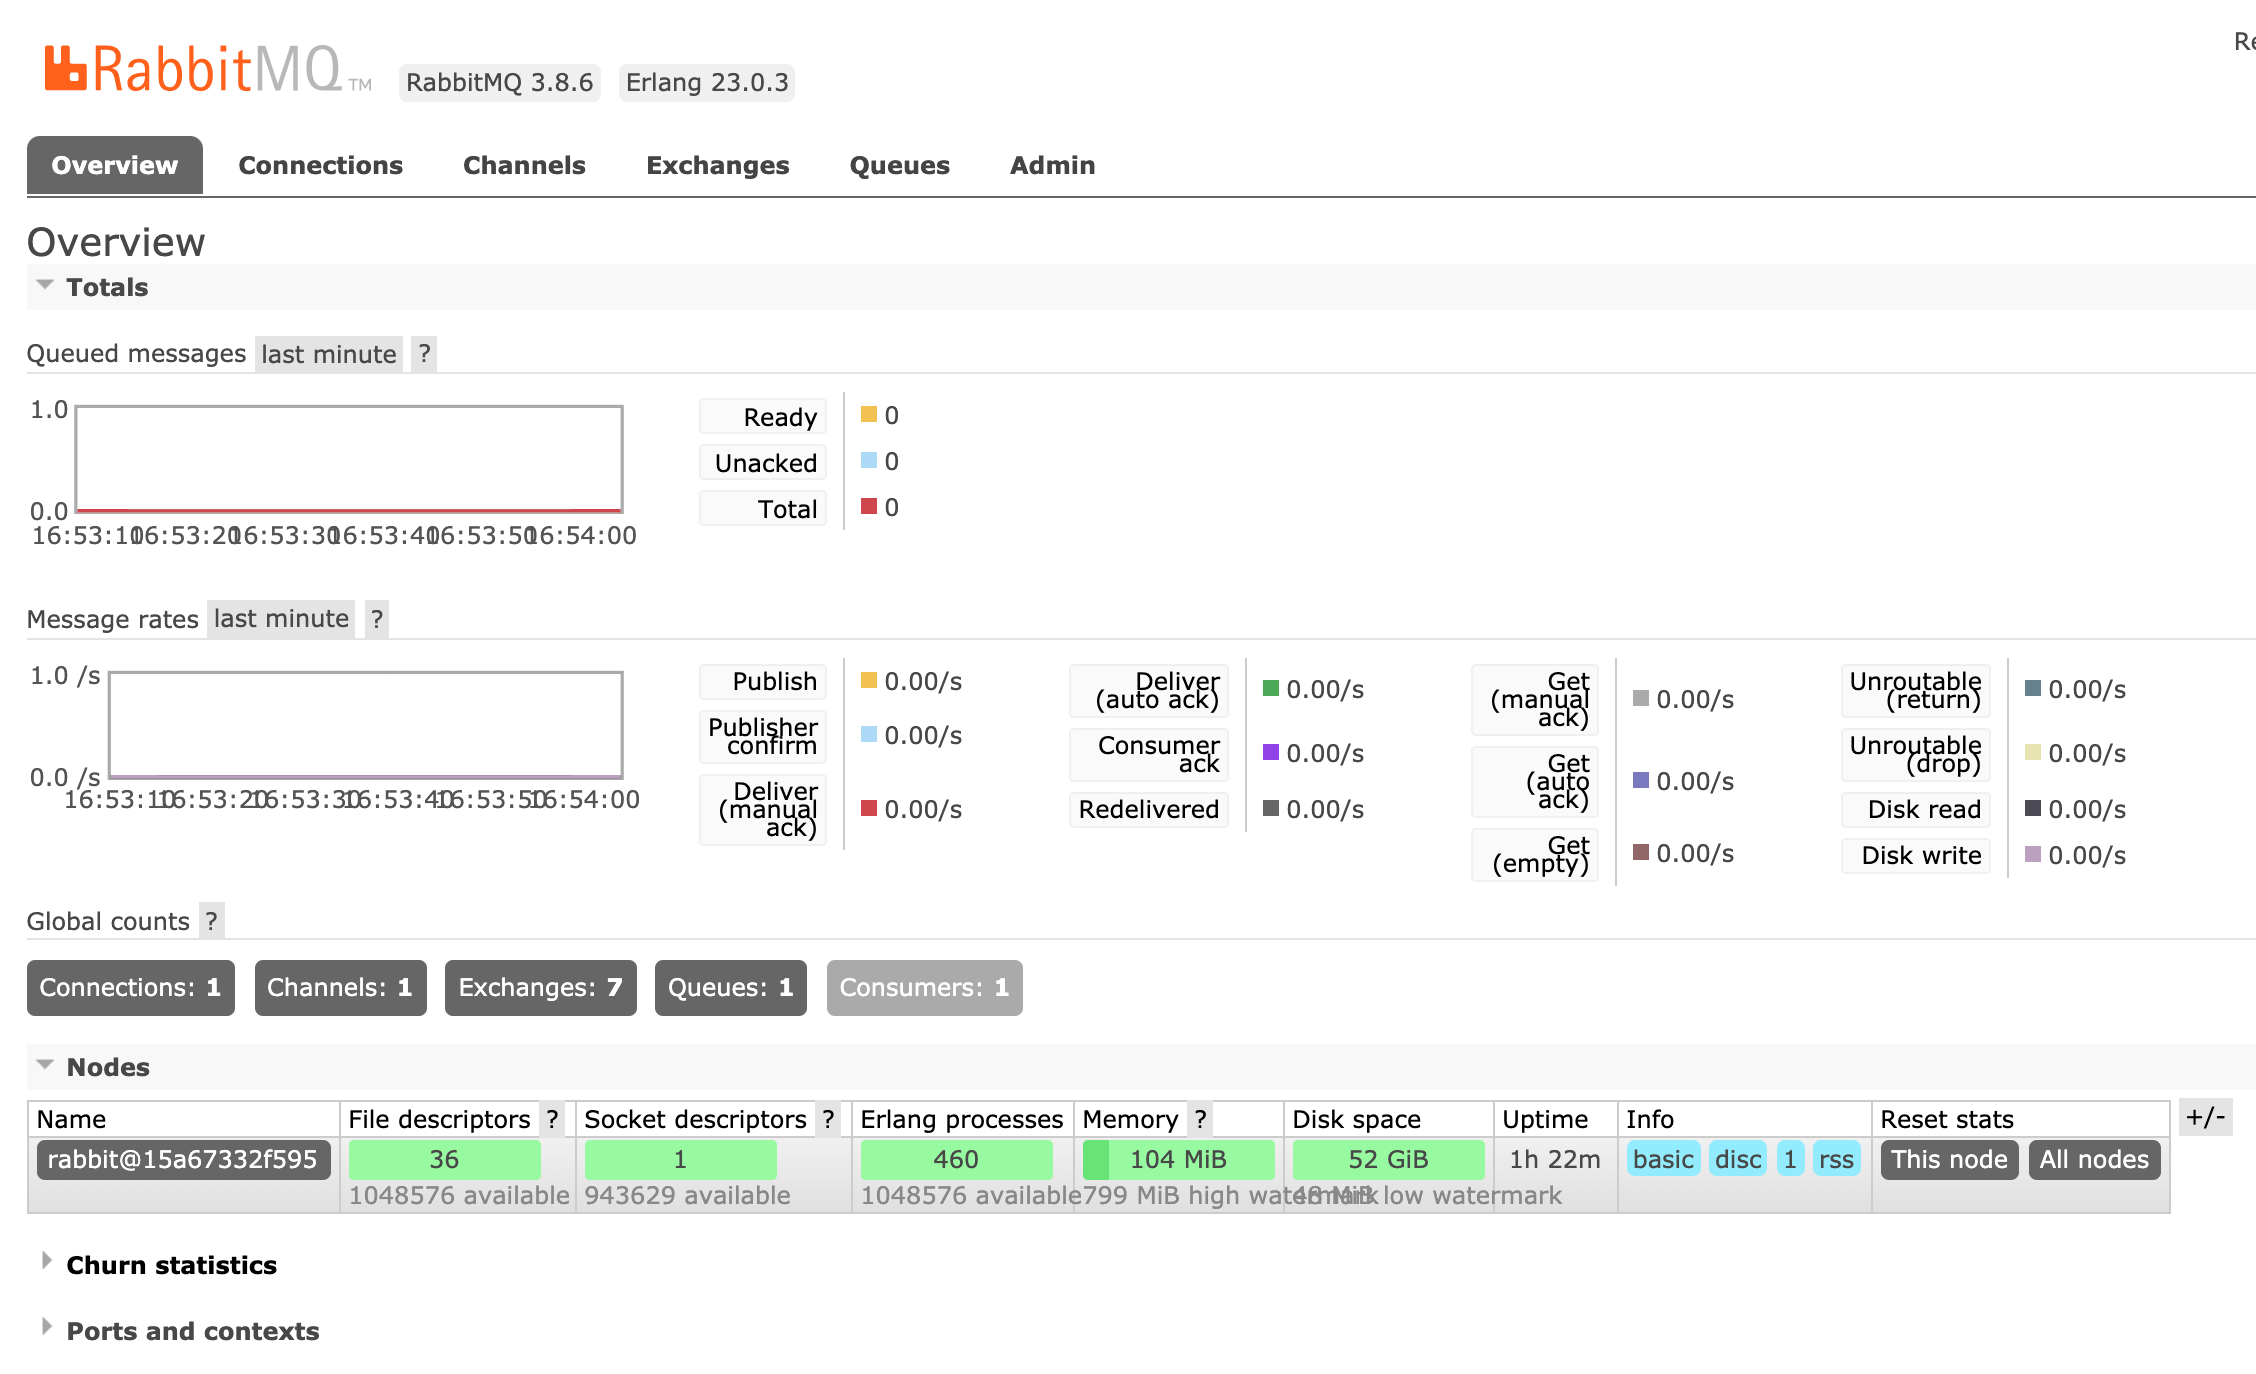 RabbitMQ TM RabbitMQ 3.8.6 Erlang 23.0.3
Re
Overview Connections Channels Exchanges Queues Admin
Overview
Totals
Queued messages last minute ?
1.0
0.0
16:53:10 16:53:20 16:53:30 16:53:40 16:53:50 16:54:00
Ready 0
Unacked 0
Total 0
Message rates last minute ?
1.0 /s
0.0 /s
16:53:10 16:53:20 16:53:30 16:53:40 16:53:50 16:54:00
Publish 0.00/s
Publisher
confirm 0.00/s
Deliver
(manual
ack) 0.00/s
Deliver
(auto ack) 0.00/s
Consumer
ack 0.00/s
Redelivered 0.00/s
Get
(manual
ack) 0.00/s
Get
(auto
ack) 0.00/s
Get
(empty) 0.00/s
Unroutable
(return) 0.00/s
Unroutable
(drop) 0.00/s
Disk read 0.00/s
Disk write 0.00/s
Global counts ?
Connections: 1 Channels: 1 Exchanges: 7 Queues: 1 Consumers: 1
Nodes
Name File descriptors ? Socket descriptors ? Erlang processes Memory ? Disk space Uptime Info Reset stats +/-
rabbit@15a67332f595 36 1 460 104 MiB 52 GiB 1h 22m basic disc 1 rss This node All nodes
1048576 available 943629 available 1048576 available 799 MiB high watermark 48 MiB low watermark
Churn statistics
Ports and contexts